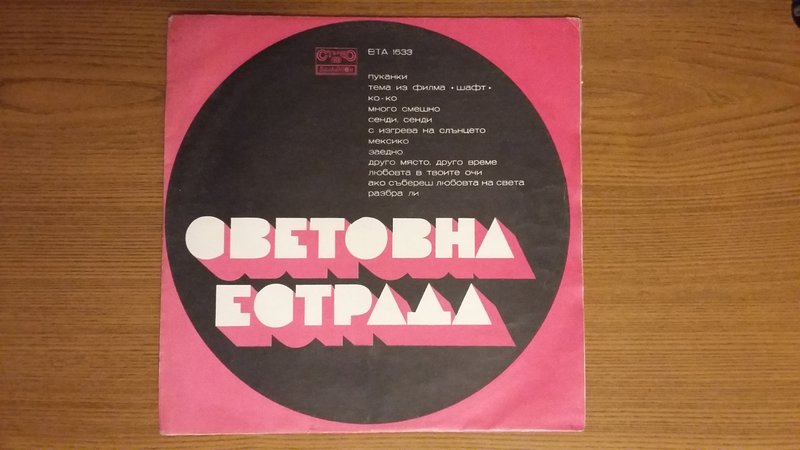 ВТА 1533
пуканки
тема из филма •шафт•
ко-ко
много смешно
сенди, сенди
с изгрева на слънцето
мексико
заедно
друго място, друго време
любовта в твоите очи
ако събереш любовта на света
разбра ли
СВЕТОВНА
ЕСТРАДА